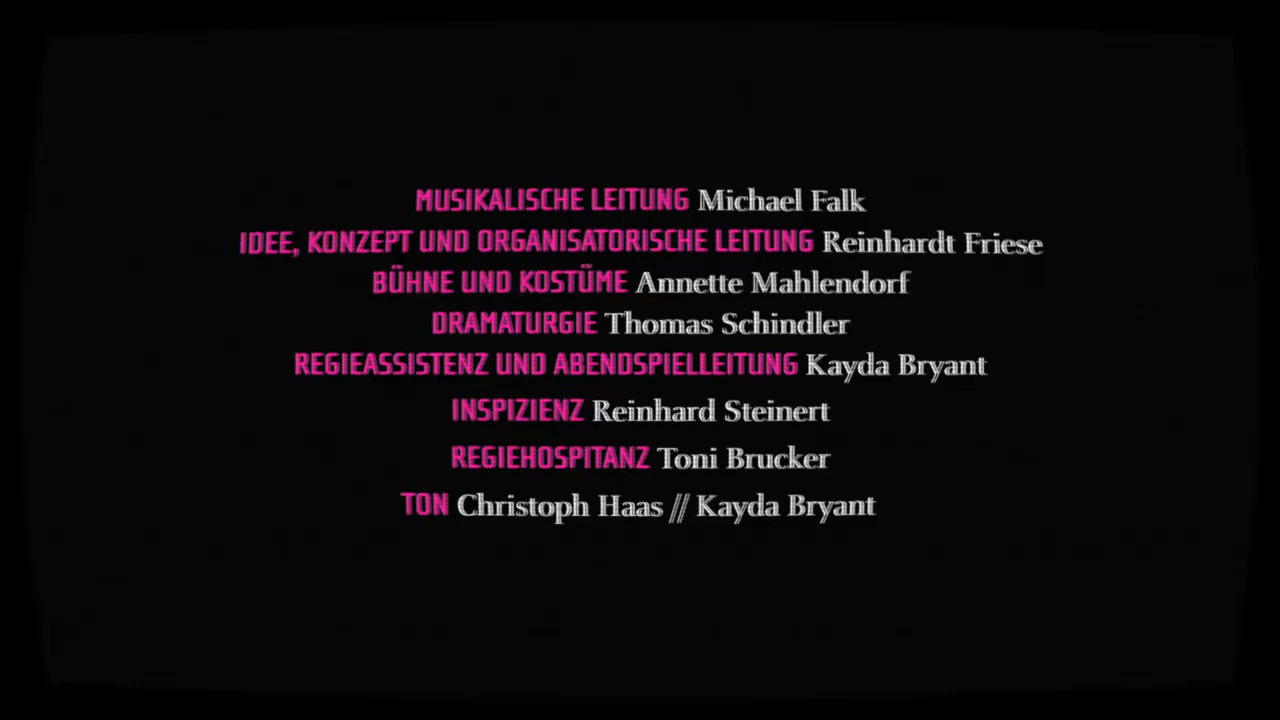 MUSIKALISCHE LEITUNG Michael Falk
IDEE, KONZEPT UND ORGANISATORISCHE LEITUNG Reinhardt Friese
BÜHNE UND KOSTÜME Annette Mahlendorf
DRAMATURGIE Thomas Schindler
REGIEASSISTENZ UND ABENDSPIELLEITUNG Kayda Bryant
INSPIZIENZ Reinhard Steinert
REGIEHOSPITANZ Toni Brucker
TON Christoph Haas // Kayda Bryant